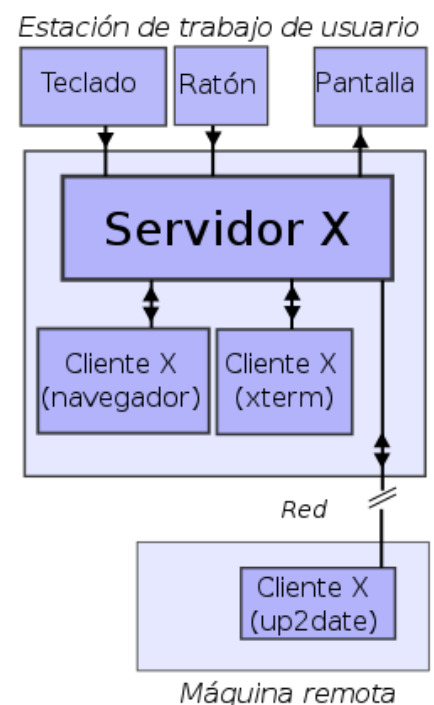 Estación de trabajo de usuario
Teclado
Ratón
Pantalla
Servidor X
Cliente X
(navegador)
Cliente X
(xterm)
Red
Cliente X
(up2date)
Máquina remota